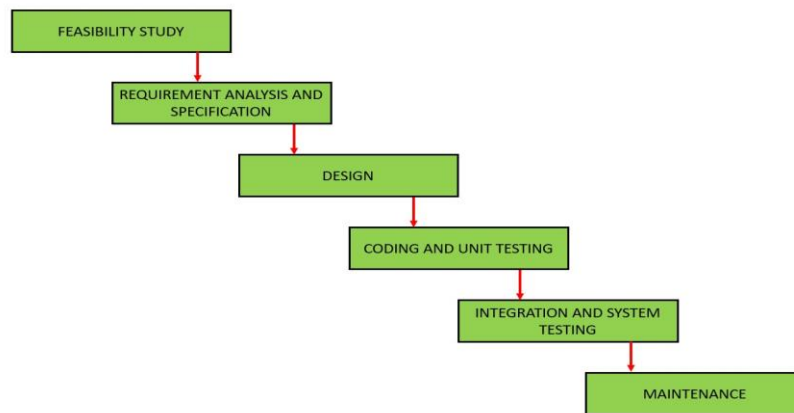 FEASIBILITY STUDY
REQUIREMENT ANALYSIS AND
SPECIFICATION
DESIGN
CODING AND UNIT TESTING
INTEGRATION AND SYSTEM
TESTING
MAINTENANCE